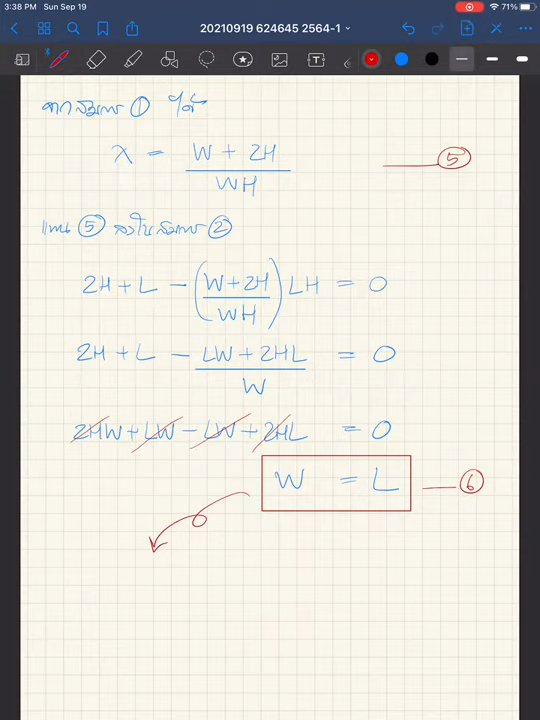 3:38 PM Sun Sep 19
71%
20210919 624645 2564-1
จากสมการ ① ได้
λ = (W + 2H)/(WH) ⑤
แทน ⑤ ลงในสมการ ②
2H + L - ((W + 2H)/(WH)) LH = 0
2H + L - (LW + 2HL)/W = 0
2HW + LW - LW + 2HL = 0
W = L ⑥